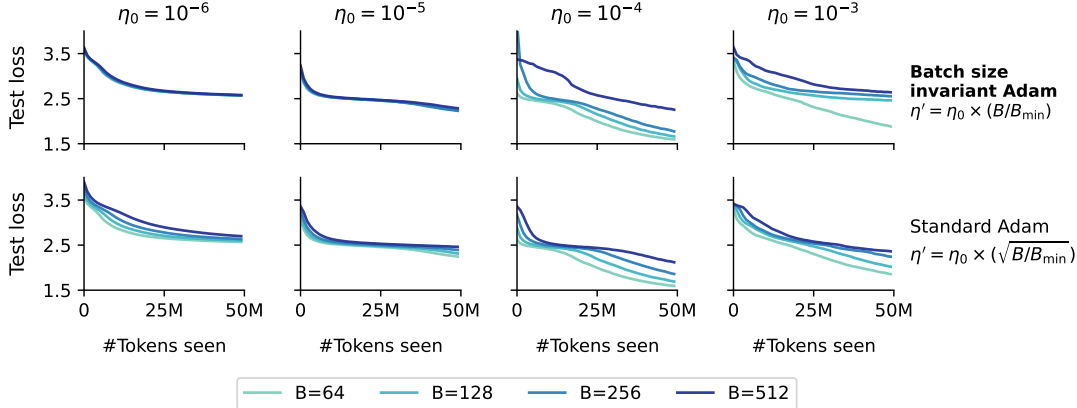 η₀ = 10⁻⁶ η₀ = 10⁻⁵ η₀ = 10⁻⁴ η₀ = 10⁻³
Test loss
3.5
2.5
1.5
Batch size
invariant Adam
η′ = η₀ × (B/B_min)
Test loss
3.5
2.5
1.5
Standard Adam
η′ = η₀ × (√B/B_min)
0 25M 50M 0 25M 50M 0 25M 50M 0 25M 50M
#Tokens seen #Tokens seen #Tokens seen #Tokens seen
B=64 B=128 B=256 B=512